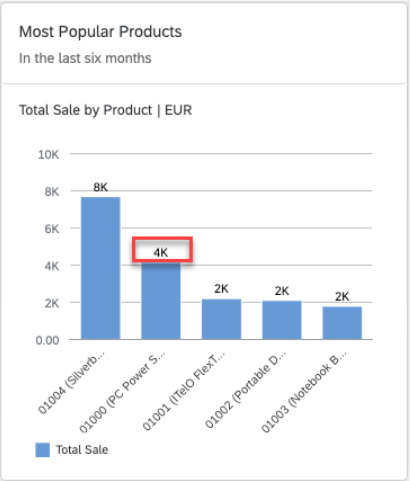 Most Popular Products
In the last six months
Total Sale by Product | EUR
10K
8K
6K
4K
2K
0.00
8K
4K
2K
2K
2K
01004 (Silverb...
01000 (PC Power S...
01001 (ITelO FlexT...
01002 (Portable D...
01003 (Notebook B...
Total Sale